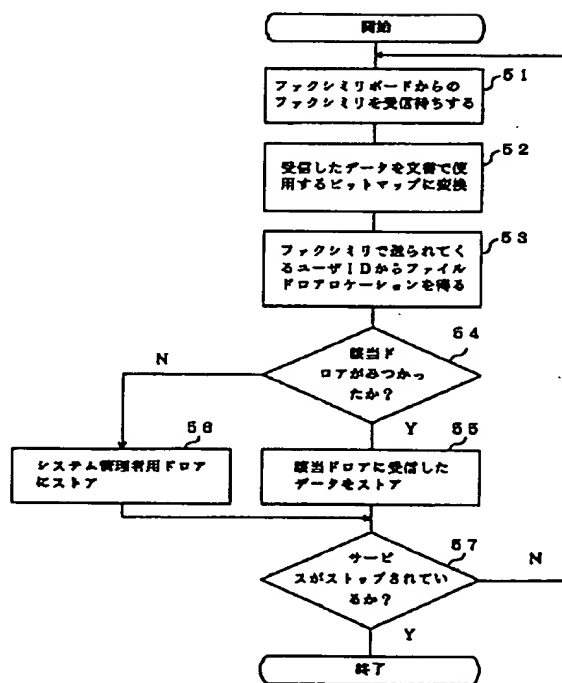 開始
51
ファクシミリボードからの
ファクシミリを受信待ちする
52
受信したデータを文書で使
用するビットマップに変換
53
ファクシミリで送られてく
るユーザIDからファイル
ドロアロケーションを得る
54
該当ド
ロアがみつかっ
たか？
N
Y
56
システム管理者用ドロア
にストア
55
該当ドロアに受信した
データをストア
57
サービ
スがストップされてい
るか？
N
Y
終了